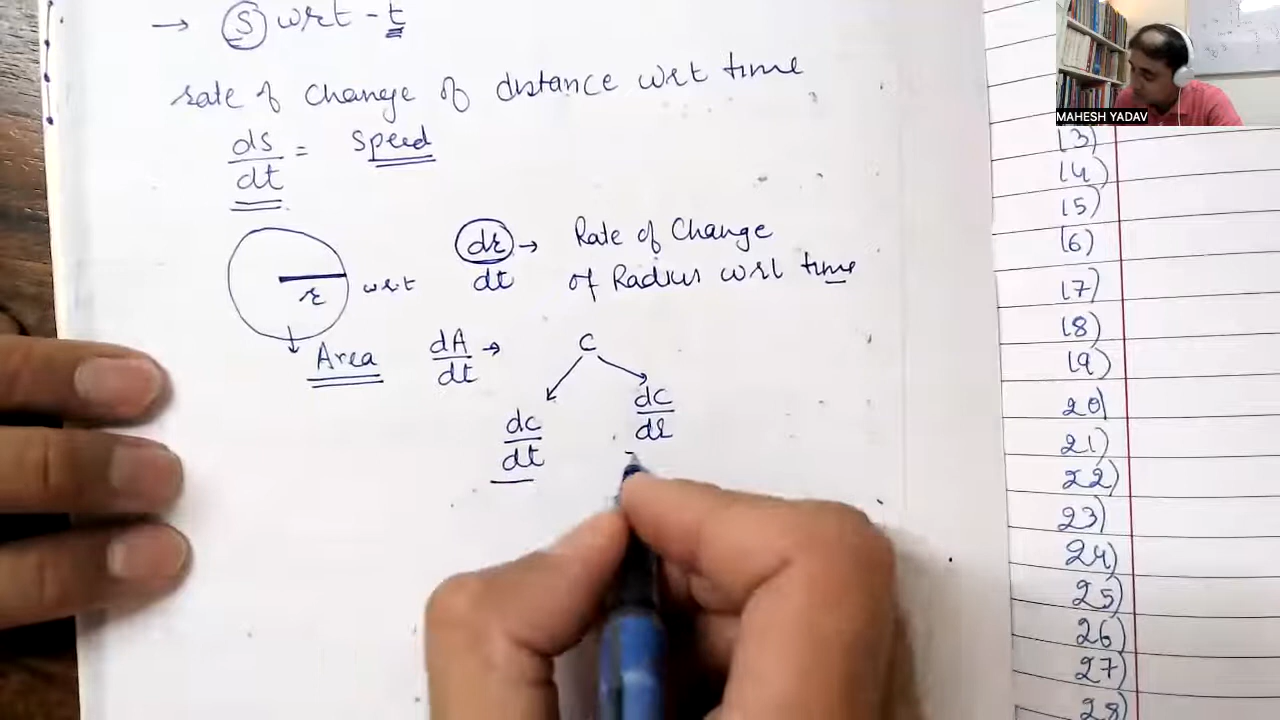 → S wrt - t
rate of change of distance wrt time
ds/dt = speed
r wrt dr/dt → Rate of Change
of Radius wrt time
Area dA/dt →
C
dc/dt dc/dr
MAHESH YADAV
13)
14)
15)
16)
17)
18)
19)
20)
21)
22)
23)
24)
25)
26)
27)
28)